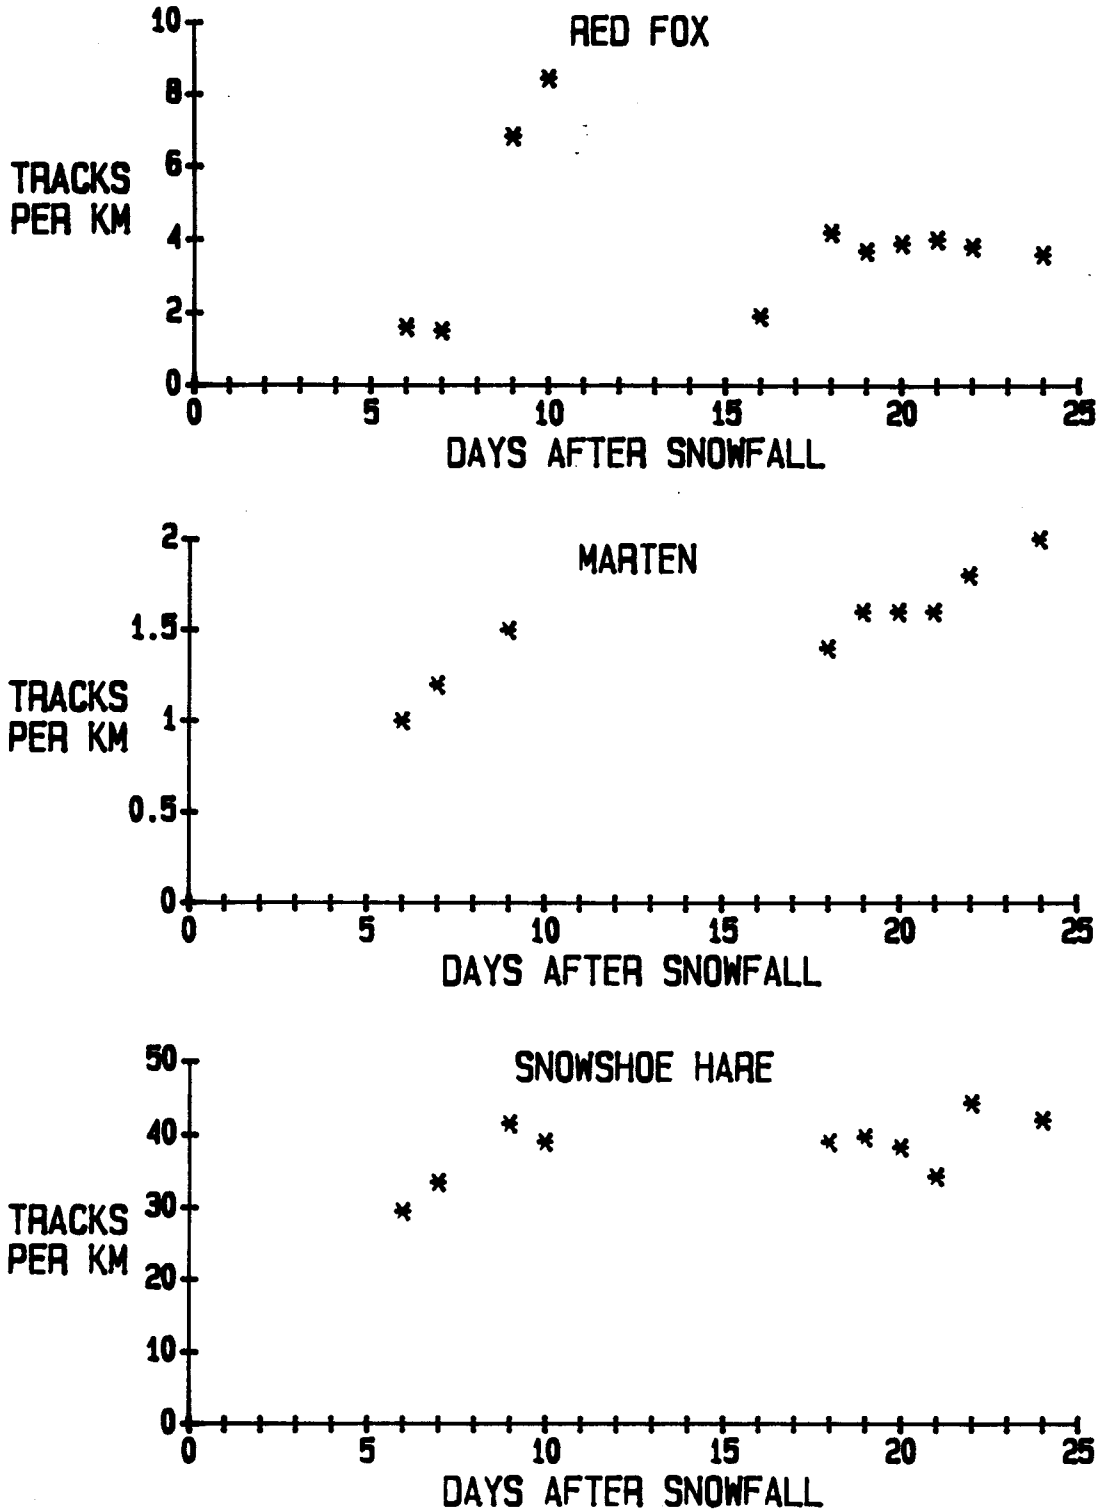 RED FOX
10
8
6
4
2
0
TRACKS
PER KM
0 5 10 15 20 25
DAYS AFTER SNOWFALL
MARTEN
2
1.5
1
0.5
0
TRACKS
PER KM
0 5 10 15 20 25
DAYS AFTER SNOWFALL
SNOWSHOE HARE
50
40
30
20
10
0
TRACKS
PER KM
0 5 10 15 20 25
DAYS AFTER SNOWFALL